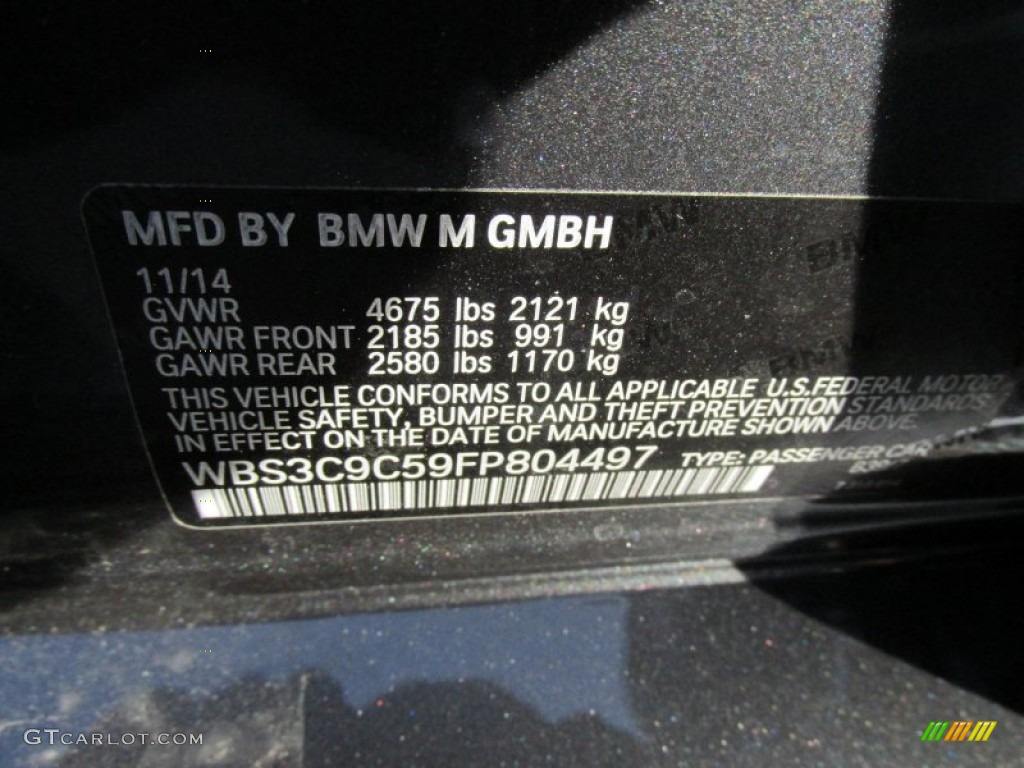 MFD BY BMW M GMBH
11/14
GVWR 4675 lbs 2121 kg
GAWR FRONT 2185 lbs 991 kg
GAWR REAR 2580 lbs 1170 kg
THIS VEHICLE CONFORMS TO ALL APPLICABLE U.S.FEDERAL MOTOR
VEHICLE SAFETY, BUMPER AND THEFT PREVENTION STANDARDS
IN EFFECT ON THE DATE OF MANUFACTURE SHOWN ABOVE.
WBS3C9C59FP804497 TYPE: PASSENGER CAR
GTCARLOT.COM